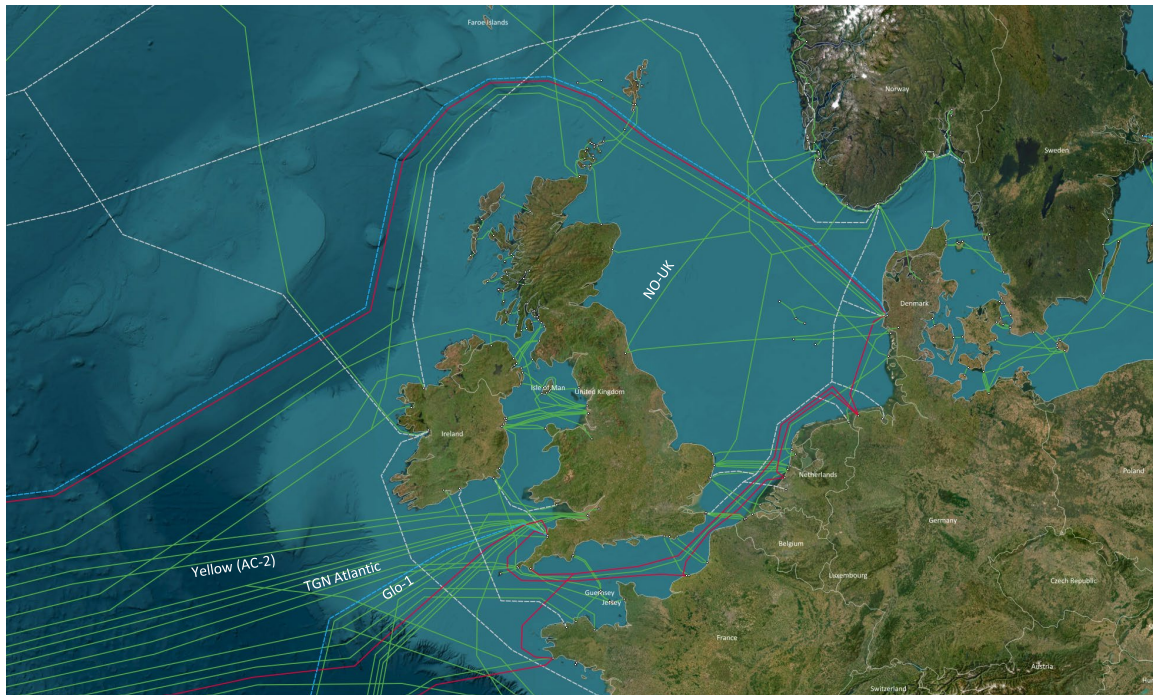 Faroe Islands
Norway
Sweden
NO-UK
Denmark
Isle of Man
United Kingdom
Ireland
Netherlands
Poland
Germany
Belgium
Luxembourg
Yellow (AC-2)
TGN Atlantic
Glo-1
Guernsey
Jersey
Czech Republic
France
Austria
Switzerland